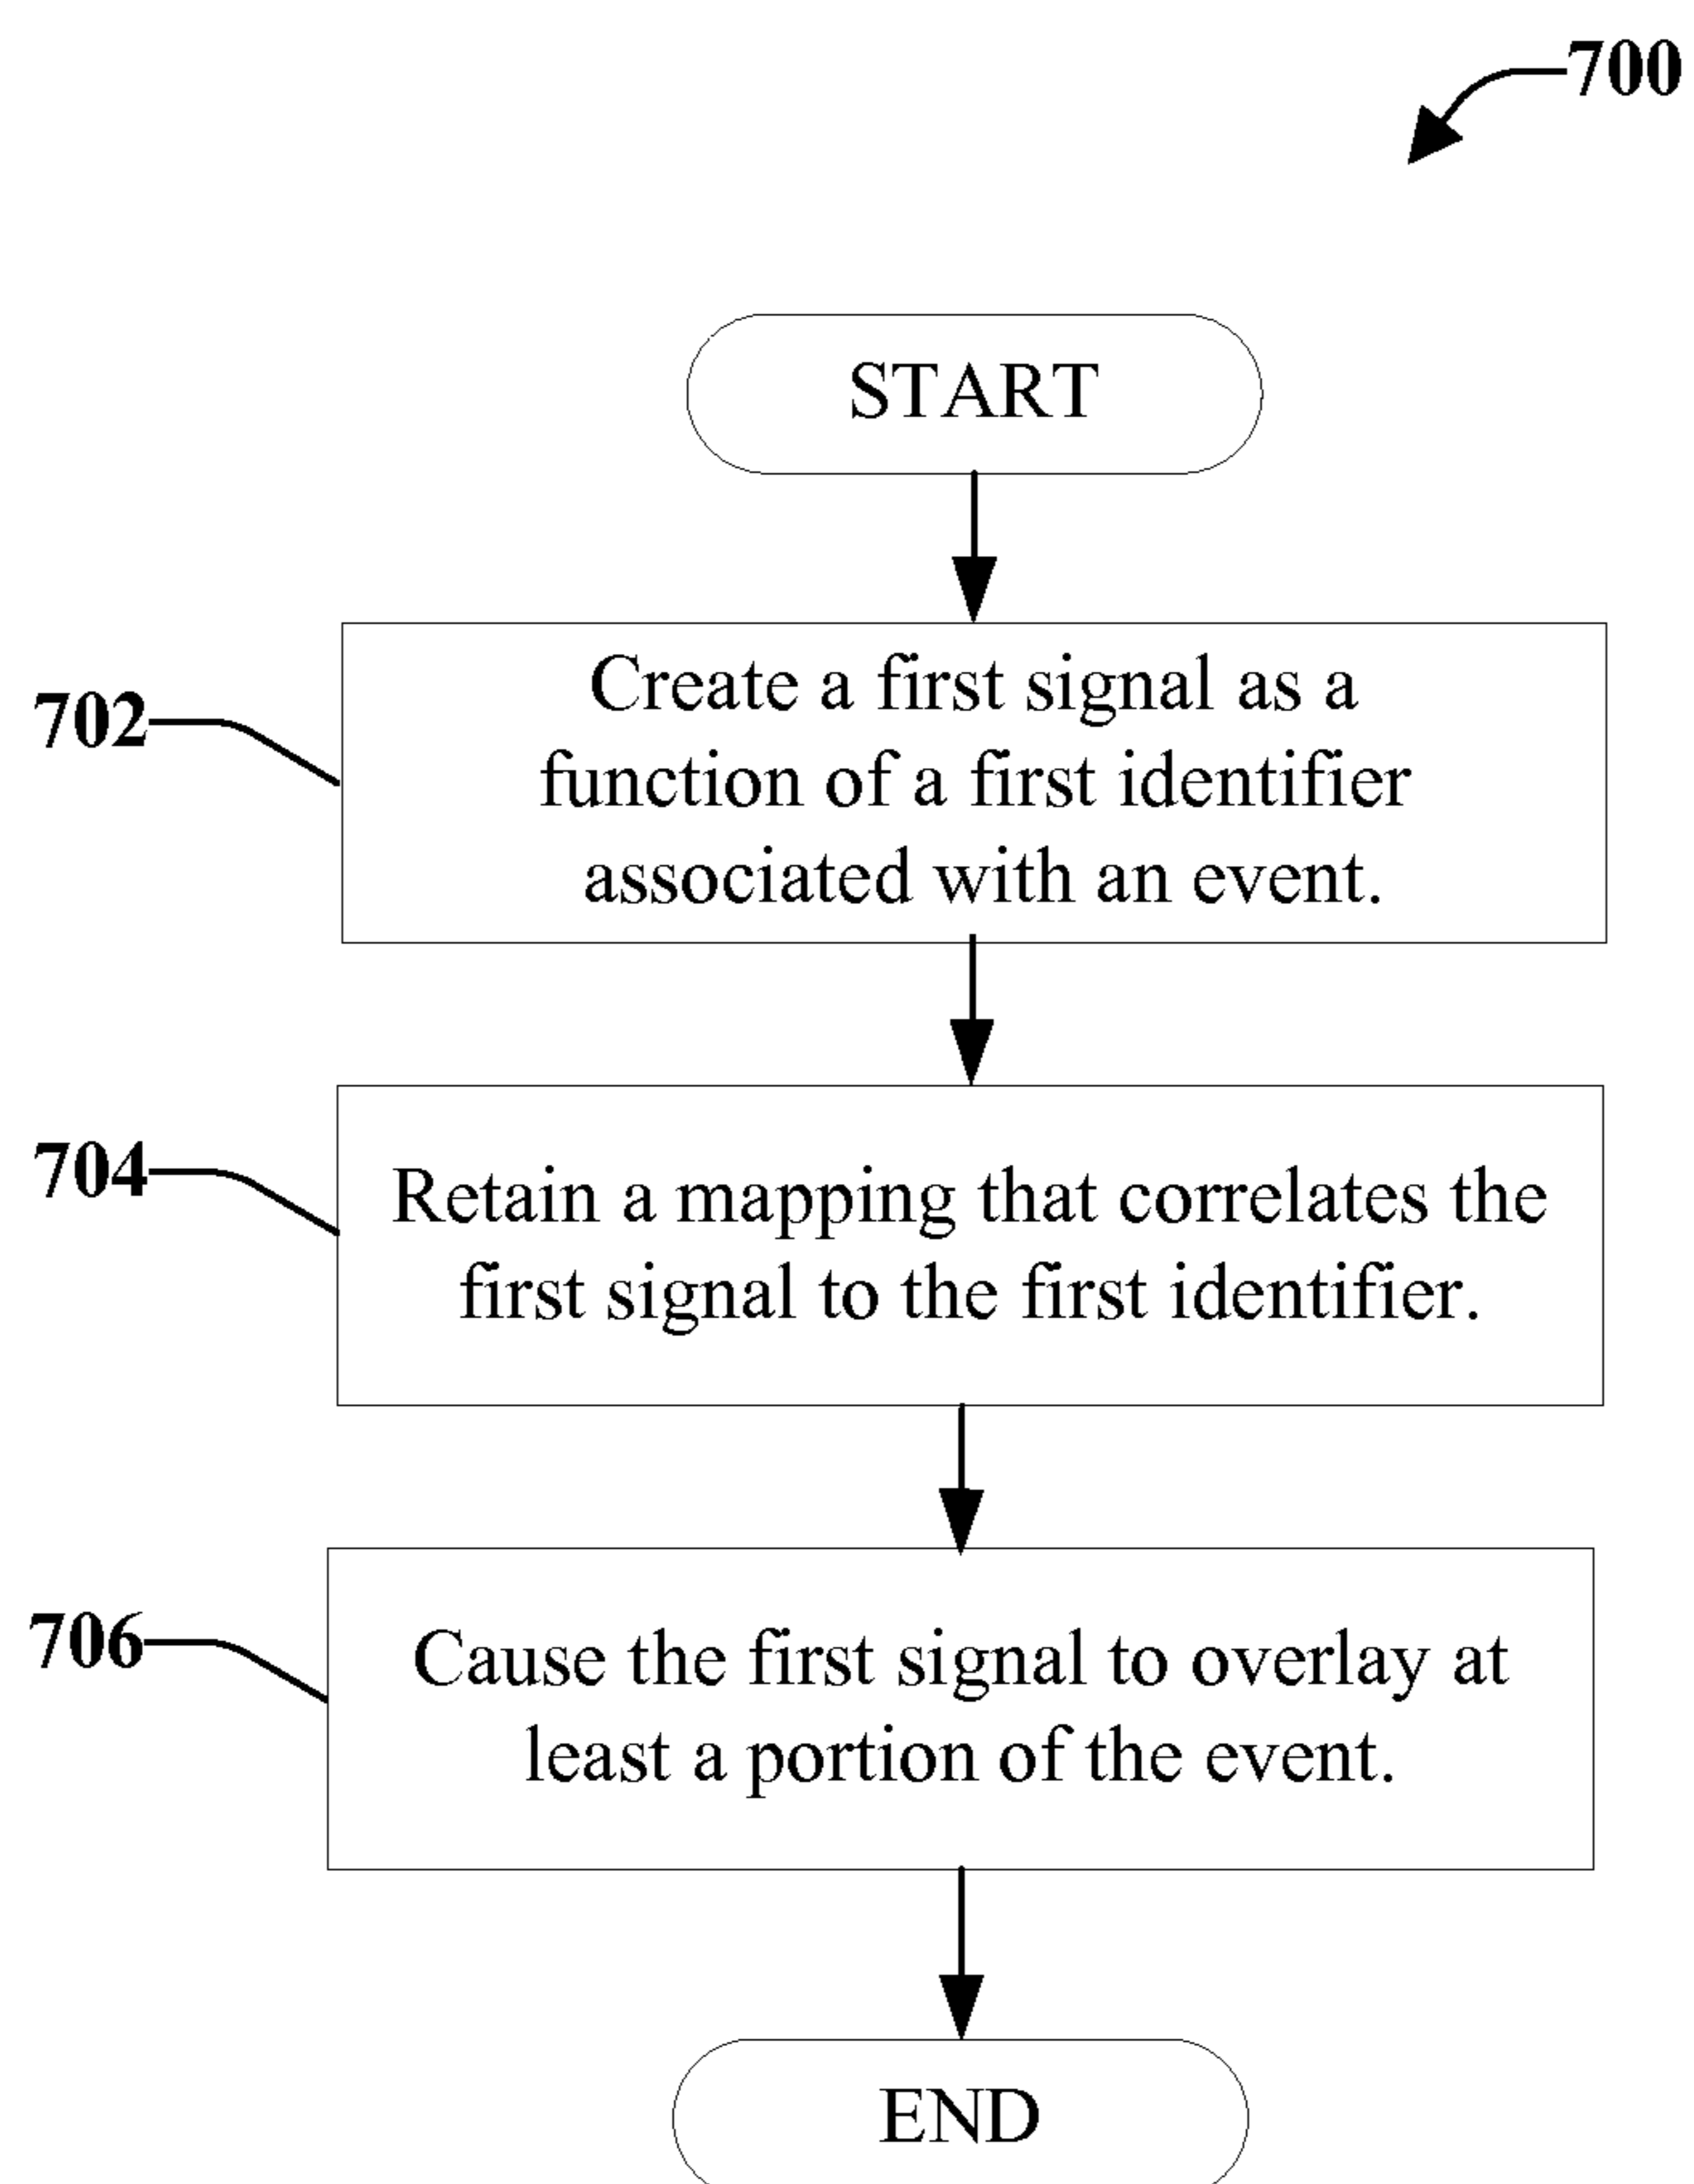 700
START
702
Create a first signal as a
function of a first identifier
associated with an event.
704
Retain a mapping that correlates the
first signal to the first identifier.
706
Cause the first signal to overlay at
least a portion of the event.
END